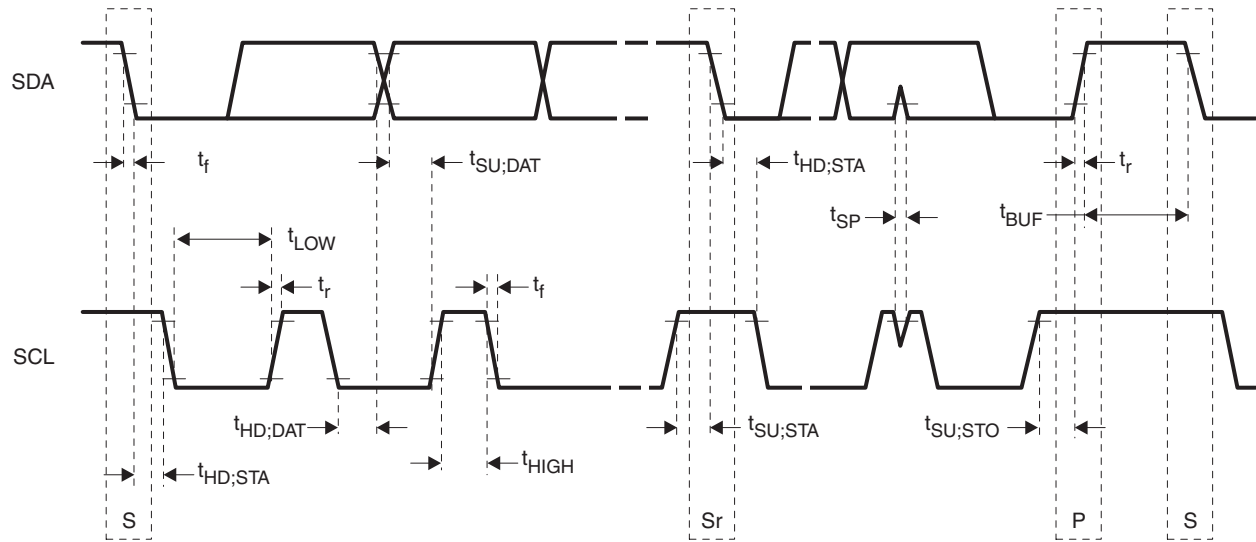 SDA
t_f
t_SU;DAT
t_HD;STA
t_r
t_SP
t_BUF
t_LOW
t_r
t_f
SCL
t_HD;DAT
t_SU;STA
t_SU;STO
t_HD;STA
t_HIGH
S
Sr
P
S